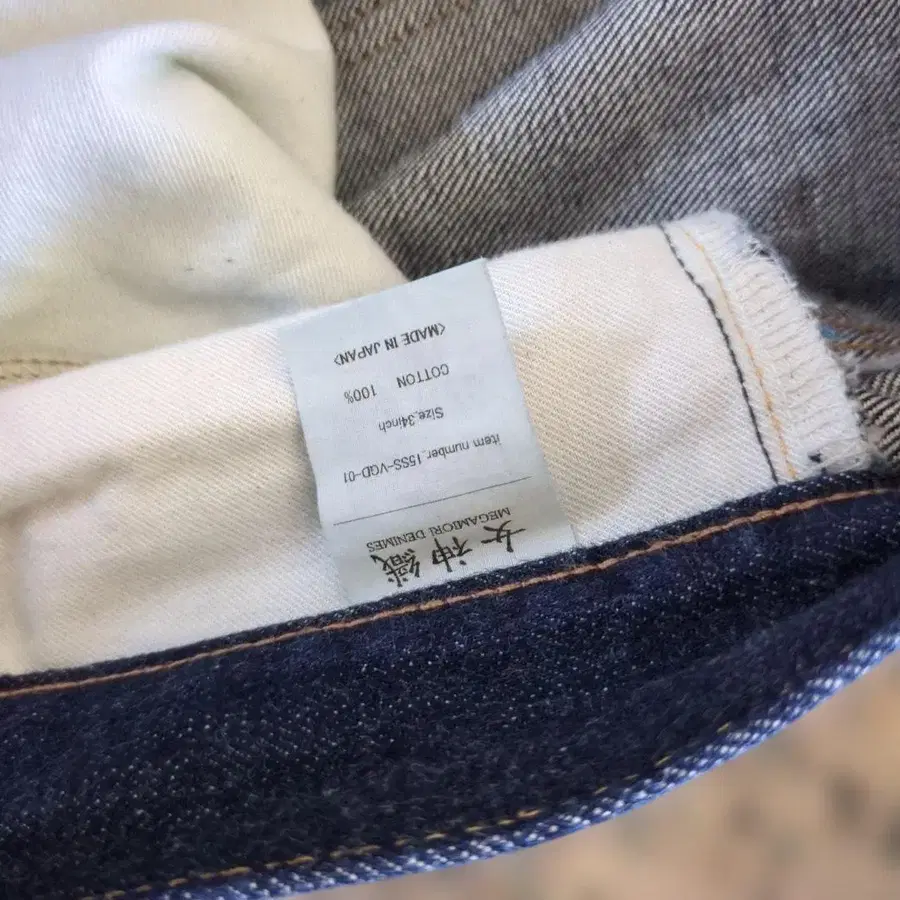 女神織
MEGAMIORI DENIMES
item number.15SS-VGD-01
Size.34inch
COTTON 100%
<MADE IN JAPAN>